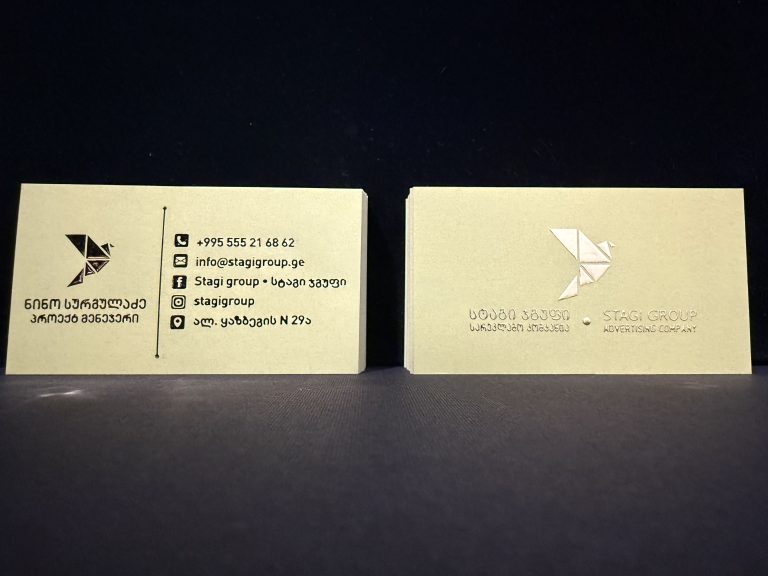 ნინო სურგულაძე
პროექტ მენეჯერი
+995 555 21 68 62
info@stagigroup.ge
Stagi group • სტაგი ჯგუფი
stagigroup
ალ. ყაზბეგის N 29ა
სტაგი ჯგუფი
სარეკლამო კომპანია
STAGI GROUP
ADVERTISING COMPANY